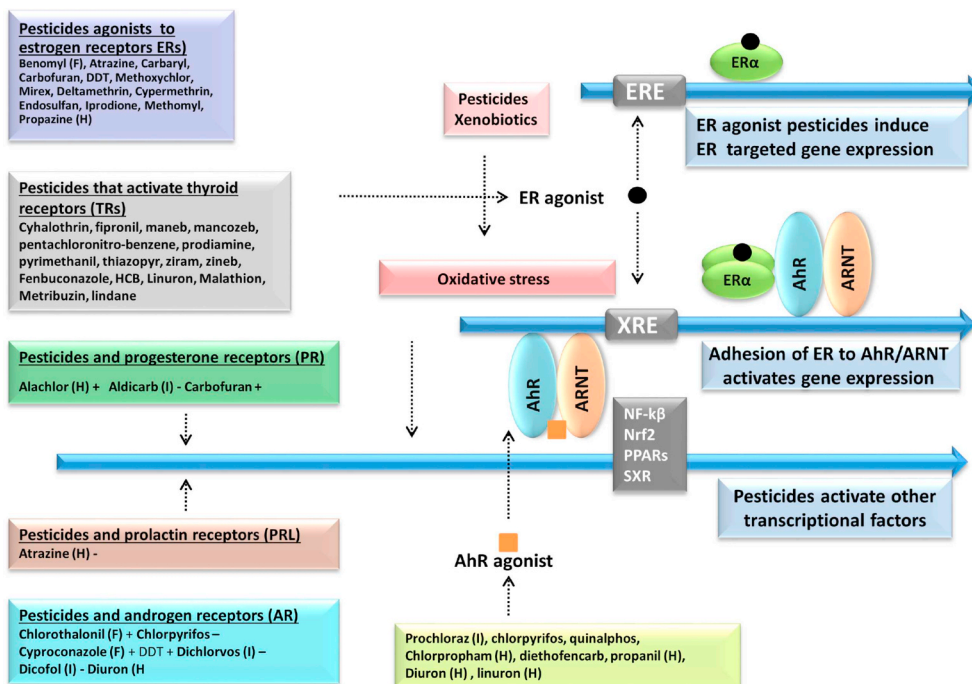 Pesticides agonists to
estrogen receptors ERs)
Benomyl (F), Atrazine, Carbaryl,
Carbofuran, DDT, Methoxychlor,
Mirex, Deltamethrin, Cypermethrin,
Endosulfan, Iprodione, Methomyl,
Propazine (H)
Pesticides
Xenobiotics
ERα
ERE
ER agonist pesticides induce
ER targeted gene expression
Pesticides that activate thyroid
receptors (TRs)
Cyhalothrin, fipronil, maneb, mancozeb,
pentachloronitro-benzene, prodiamine,
pyrimethanil, thiazopyr, ziram, zineb,
Fenbuconazole, HCB, Linuron, Malathion,
Metribuzin, lindane
ER agonist
Oxidative stress
ERα
AhR
ARNT
XRE
Adhesion of ER to AhR/ARNT
activates gene expression
Pesticides and progesterone receptors (PR)
Alachlor (H) + Aldicarb (I) - Carbofuran +
AhR
ARNT
NF-kβ
Nrf2
PPARs
SXR
Pesticides activate other
transcriptional factors
Pesticides and prolactin receptors (PRL)
Atrazine (H) -
AhR agonist
Pesticides and androgen receptors (AR)
Chlorothalonil (F) + Chlorpyrifos –
Cyproconazole (F) + DDT + Dichlorvos (I) –
Dicofol (I) - Diuron (H
Prochloraz (I), chlorpyrifos, quinalphos,
Chlorpropham (H), diethofencarb, propanil (H),
Diuron (H) , linuron (H)